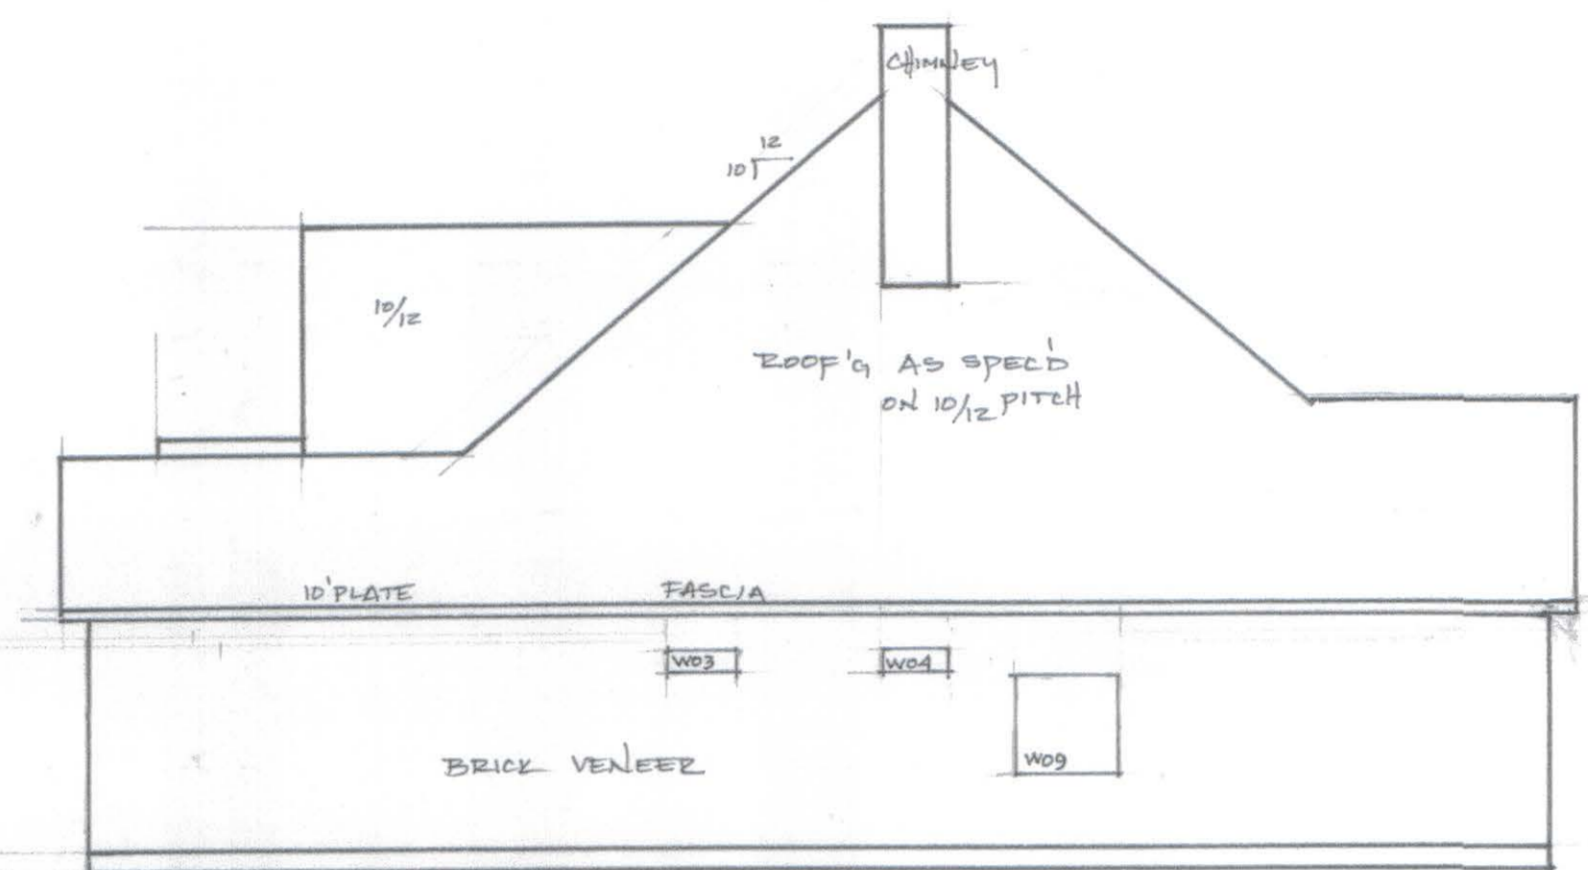 CHIMNEY
12
10
10/12
ROOF'G AS SPEC'D
ON 10/12 PITCH
10' PLATE
FASCIA
W03
W04
W09
BRICK VENEER